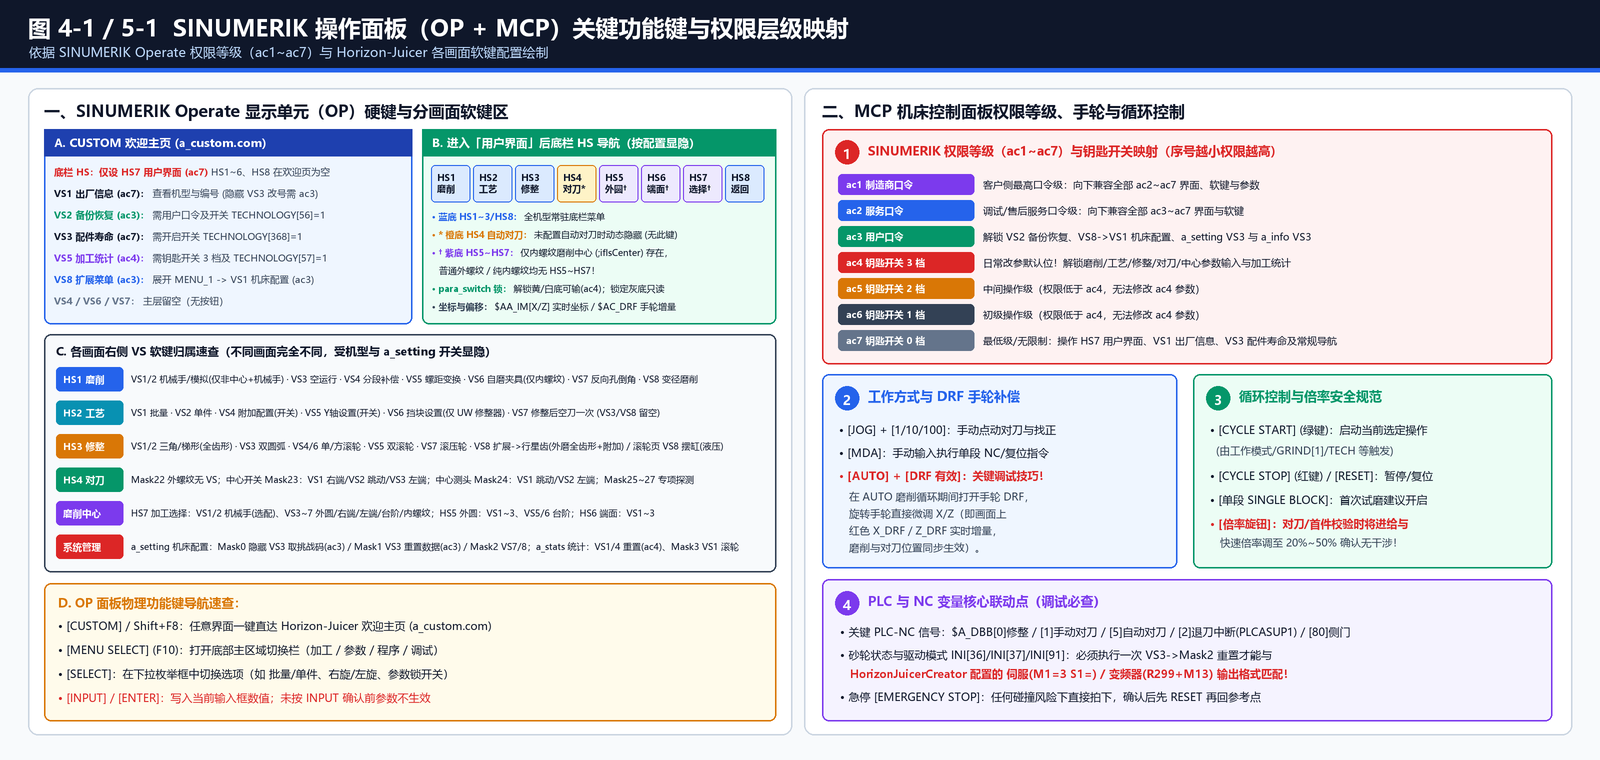 图 4-1 / 5-1 SINUMERIK 操作面板（OP + MCP）关键功能键与权限层级映射
依据 SINUMERIK Operate 权限等级（ac1~ac7）与 Horizon-Juicer 各画面软键配置绘制
一、SINUMERIK Operate 显示单元（OP）硬键与分画面软键区
A. CUSTOM 欢迎主页 (a_custom.com)
底栏 HS：仅设 HS7 用户界面 (ac7) HS1~6、HS8 在欢迎页为空
VS1 出厂信息 (ac7)： 直看机型与编号 (隐藏 VS3 改号需 ac3)
VS2 备份恢复 (ac3)： 需用户口令及开关 TECHNOLOGY[56]=1
VS3 配件寿命 (ac7)： 需开启开关 TECHNOLOGY[368]=1
VS5 加工统计 (ac4)： 需钥匙开关 3 档及 TECHNOLOGY[57]=1
VS8 扩展菜单 (ac3)： 展开 MENU_1 -> VS1 机床配置 (ac3)
VS4 / VS6 / VS7： 主层留空（无按钮）
B. 进入「用户界面」后底栏 HS 导航（按配置显隐）
HS1 磨削
HS2 工艺
HS3 修整
HS4 对刀*
HS5 外圆†
HS6 端面†
HS7 选择†
HS8 返回
• 蓝底 HS1~3/HS8： 全机型常驻底栏菜单
• * 橙底 HS4 自动对刀： 未配置自动对刀时动态隐藏 (无此键)
• † 紫底 HS5~HS7： 仅内螺纹磨削中心 (JfIsCenter) 存在，
普通外螺纹 / 纯内螺纹均无 HS5~HS7！
• para_switch 锁： 解锁黄/白底可输(ac4)；锁定灰底只读
• 坐标与偏移： $AA_IM[X/Z] 实时坐标 / $AC_DRF 手轮增量
C. 各画面右侧 VS 软键归属速查（不同画面完全不同，受机型与 a_setting 开关显隐）
HS1 磨削 VS1/2 机械手/模拟(仅非中心+机械手) · VS3 空运行 · VS4 分段补偿 · VS5 螺距变换 · VS6 自磨夹具(仅内螺纹) · VS7 反向孔倒角 · VS8 变径磨削
HS2 工艺 VS1 批量 · VS2 单件 · VS4 附加配置(开关) · VS5 Y轴设置(开关) · VS6 挡块设置(仅 UW 修整器) · VS7 修整后空刀一次 (VS3/VS8 留空)
HS3 修整 VS1/2 三角/梯形(全齿形) · VS3 双圆弧 · VS4/6 单/方滚轮 · VS5 双滚轮 · VS7 滚压轮 · VS8 扩展->行星齿(外磨全齿形+附加) / 滚轮页 VS8 摆缸(液压)
HS4 对刀 Mask22 外螺纹无 VS；中心开关 Mask23：VS1 右端/VS2 跳动/VS3 左端；中心测头 Mask24：VS1 跳动/VS2 左端；Mask25~27 专项探测
磨削中心 HS7 加工选择：VS1/2 机械手(选配)、VS3~7 外圆/右端/左端/台阶/内螺纹；HS5 外圆：VS1~3、VS5/6 台阶；HS6 端面：VS1~3
系统管理 a_setting 机床配置：Mask0 隐藏 VS3 取挑战码(ac3) / Mask1 VS3 重置数据(ac3) / Mask2 VS7/8；a_stats 统计：VS1/4 重置(ac4)、Mask3 VS1 滚轮
D. OP 面板物理功能键导航速查：
• [CUSTOM] / Shift+F8：任意界面一键直达 Horizon-Juicer 欢迎主页 (a_custom.com)
• [MENU SELECT] (F10)：打开底部主区域切换栏（加工 / 参数 / 程序 / 调试）
• [SELECT]：在下拉枚举框中切换选项（如 批量/单件、右旋/左旋、参数锁开关）
• [INPUT] / [ENTER]：写入当前输入框数值；未按 INPUT 确认前参数不生效
二、MCP 机床控制面板权限等级、手轮与循环控制
1 SINUMERIK 权限等级（ac1~ac7）与钥匙开关映射（序号越小权限越高）
ac1 制造商口令 客户侧最高口令级：向下兼容全部 ac2~ac7 界面、软键与参数
ac2 服务口令 调试/售后服务口令级：向下兼容全部 ac3~ac7 界面与软键
ac3 用户口令 解锁 VS2 备份恢复、VS8->VS1 机床配置、a_setting VS3 与 a_info VS3
ac4 钥匙开关 3 档 日常改参默认位！解锁磨削/工艺/修整/对刀/中心参数输入与加工统计
ac5 钥匙开关 2 档 中间操作级（权限低于 ac4，无法修改 ac4 参数）
ac6 钥匙开关 1 档 初级操作级（权限低于 ac4，无法修改 ac4 参数）
ac7 钥匙开关 0 档 最低级/无限制：操作 HS7 用户界面、VS1 出厂信息、VS3 配件寿命及常规导航
2 工作方式与 DRF 手轮补偿
• [JOG] + [1/10/100]：手动点动对刀与找正
• [MDA]：手动输入执行单段 NC/复位指令
• [AUTO] + [DRF 有效]：关键调试技巧！
在 AUTO 磨削循环期间打开手轮 DRF，
旋转手轮直接微调 X/Z（即画面上
红色 X_DRF / Z_DRF 实时增量，
磨削与对刀位置同步生效）。
3 循环控制与倍率安全规范
• [CYCLE START] (绿键)：启动当前选定操作
(由工作模式/GRIND[1]/TECH 等触发)
• [CYCLE STOP] (红键) / [RESET]：暂停/复位
• [单段 SINGLE BLOCK]：首次试磨建议开启
• [倍率旋钮]：对刀/首件校验时将进给与
快速倍率调至 20%~50% 确认无干涉！
4 PLC 与 NC 变量核心联动点（调试必查）
• 关键 PLC-NC 信号：$A_DBB[0]修整 / [1]手动对刀 / [5]自动对刀 / [2]退刀中断(PLCASUP1) / [80]侧门
• 砂轮状态与驱动模式 INI[36]/INI[37]/INI[91]：必须执行一次 VS3->Mask2 重置才能与
HorizonJuicerCreator 配置的 伺服(M1=3 S1=) / 变频器(R299+M13) 输出格式匹配！
• 急停 [EMERGENCY STOP]：任何碰撞风险下直接拍下，确认后先 RESET 再回参考点